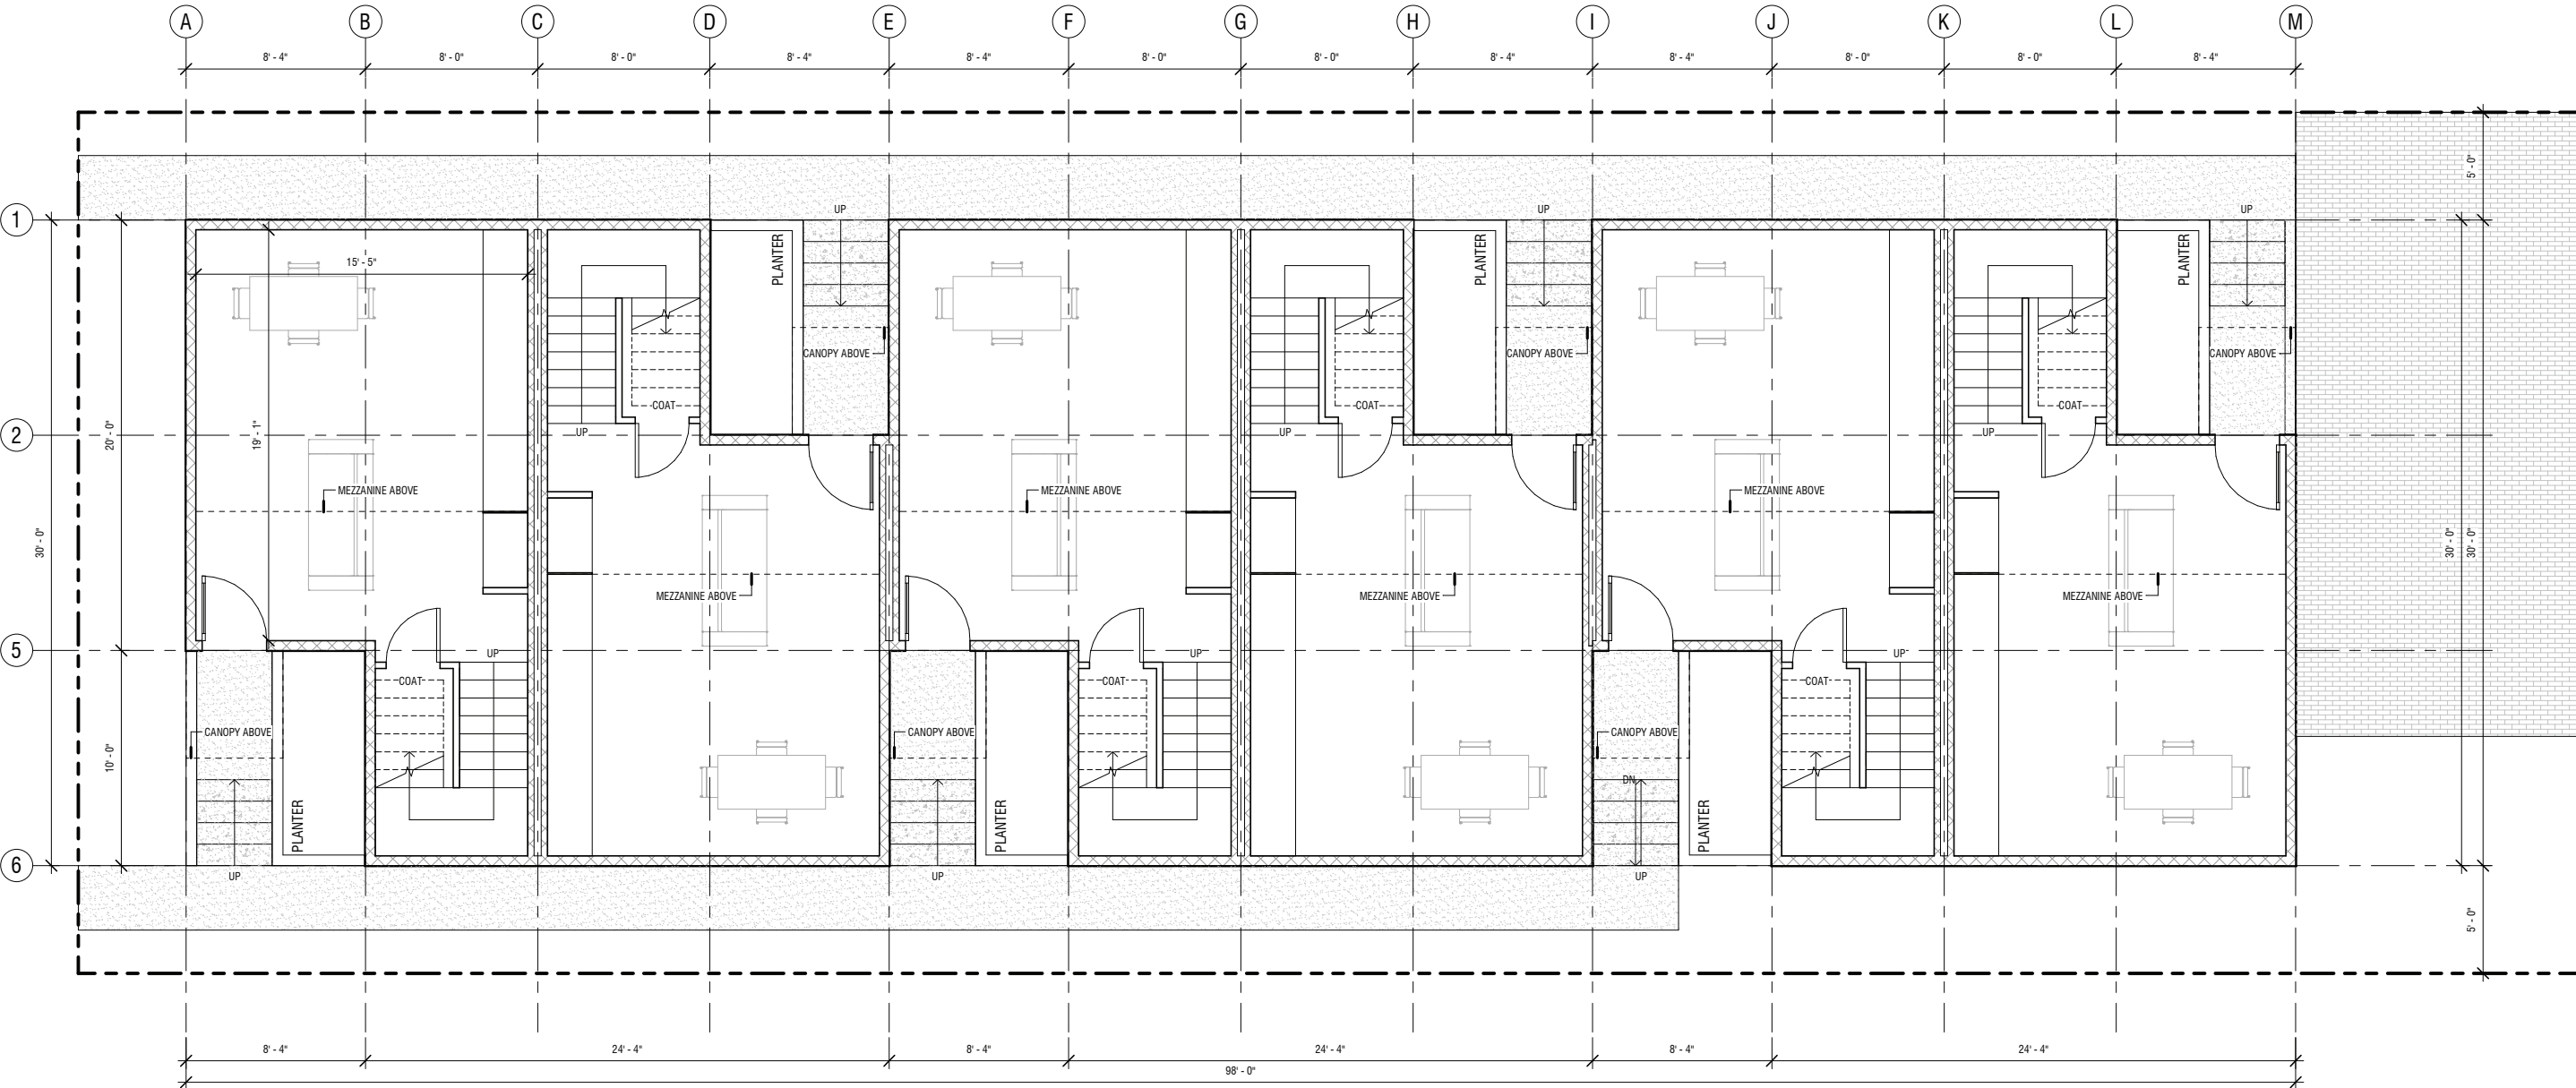 A B C D E F G H I J K L M
8' - 4" 8' - 0" 8' - 0" 8' - 4" 8' - 4" 8' - 0" 8' - 0" 8' - 4" 8' - 4" 8' - 0" 8' - 0" 8' - 4"
5' - 0"
1
UP UP UP
PLANTER PLANTER PLANTER
15' - 5"
CANOPY ABOVE CANOPY ABOVE CANOPY ABOVE
COAT COAT COAT
2
20' - 0"
19' - 1"
UP UP UP
MEZZANINE ABOVE MEZZANINE ABOVE MEZZANINE ABOVE
30' - 0"
30' - 0"
30' - 0"
MEZZANINE ABOVE MEZZANINE ABOVE MEZZANINE ABOVE
5
UP UP UP
COAT COAT COAT
10' - 0"
CANOPY ABOVE CANOPY ABOVE CANOPY ABOVE
DN
PLANTER PLANTER PLANTER
6
UP UP UP
5' - 0"
8' - 4" 24' - 4" 8' - 4" 24' - 4" 8' - 4" 24' - 4"
98' - 0"